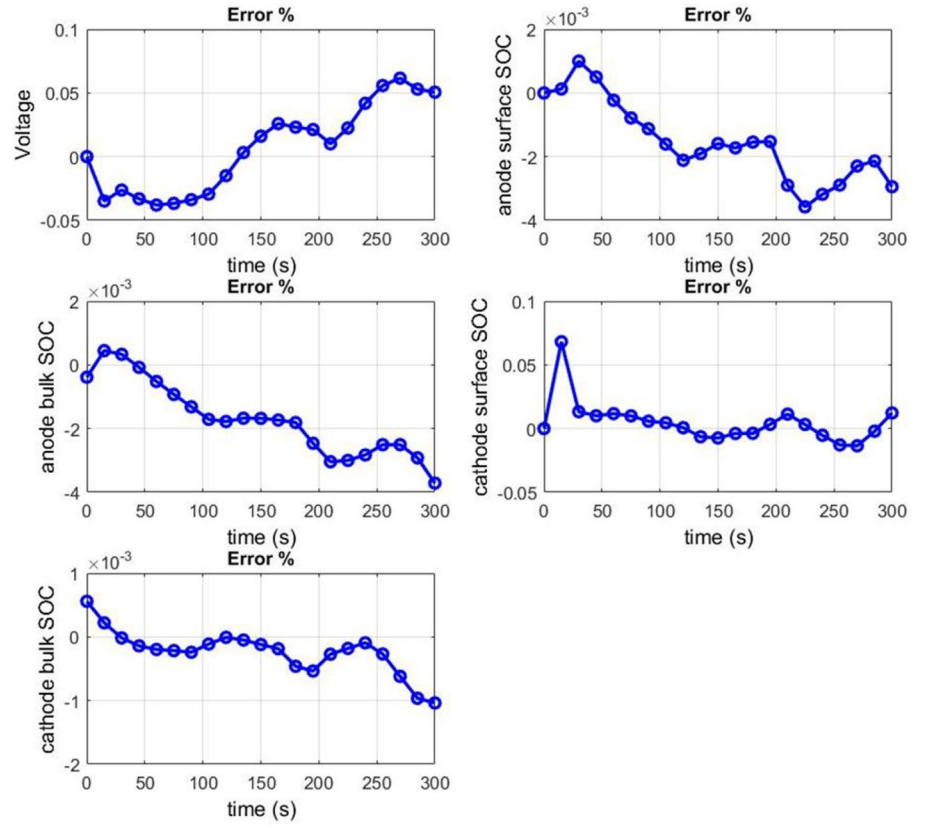 Error %
Voltage
0.1
0.05
0
-0.05
0 50 100 150 200 250 300
time (s)
Error %
×10-3
anode surface SOC
2
0
-2
-4
0 50 100 150 200 250 300
time (s)
Error %
×10-3
anode bulk SOC
2
0
-2
-4
0 50 100 150 200 250 300
time (s)
Error %
cathode surface SOC
0.1
0.05
0
-0.05
0 50 100 150 200 250 300
time (s)
Error %
×10-3
cathode bulk SOC
1
0
-1
-2
0 50 100 150 200 250 300
time (s)